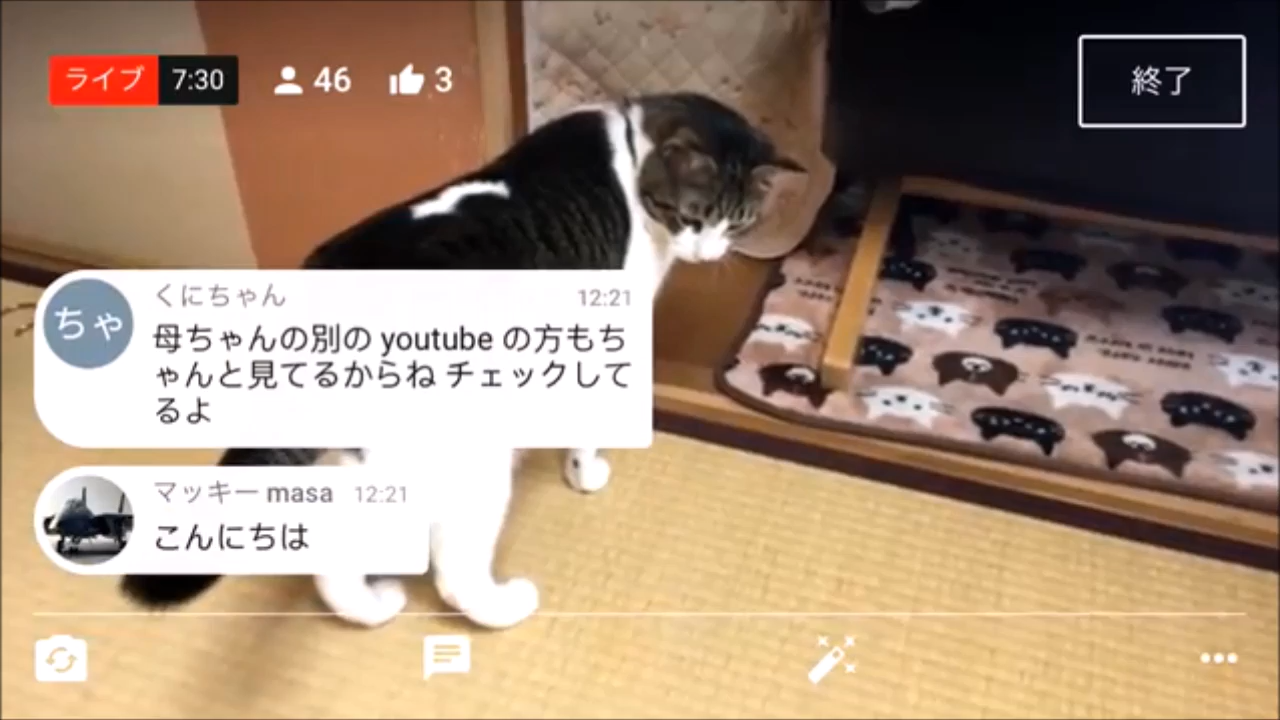 ライブ 7:30 46 3
終了
ちゃ
くにちゃん 12:21
母ちゃんの別の youtube の方もち
ゃんと見てるからね チェックして
るよ
マッキー masa 12:21
こんにちは